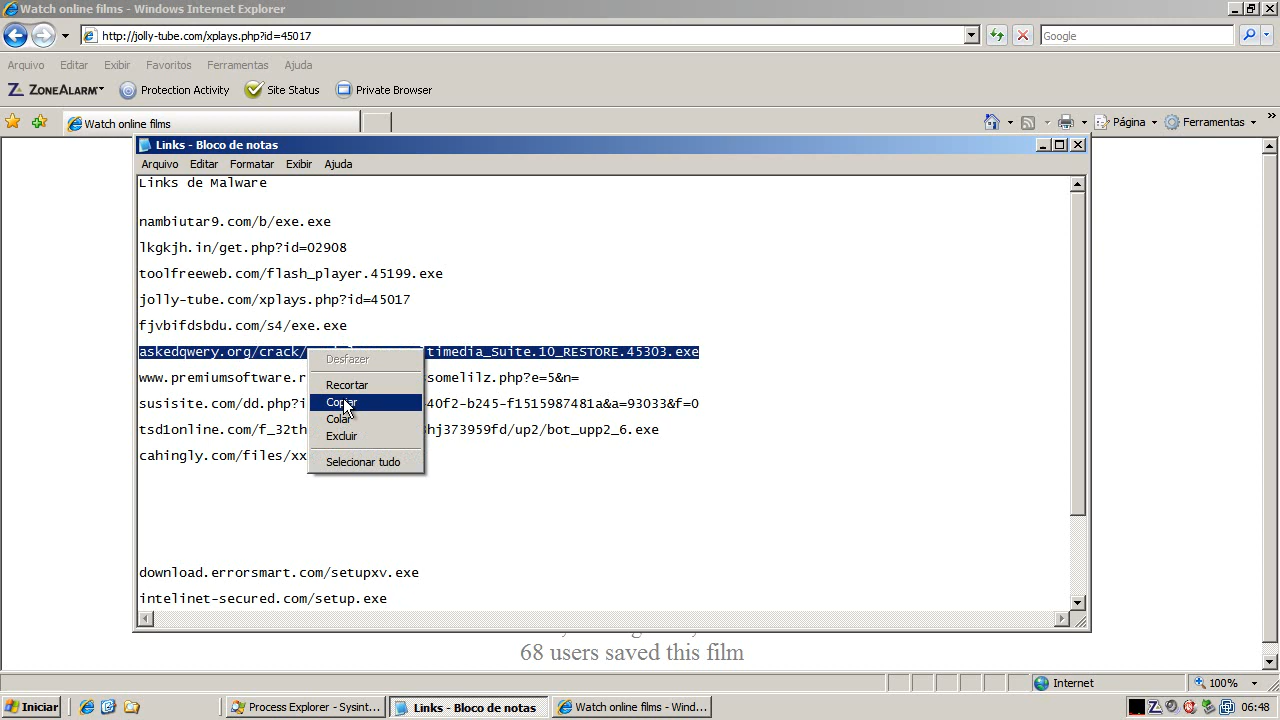 Watch online films - Windows Internet Explorer
http://jolly-tube.com/xplays.php?id=45017
Google
Arquivo Editar Exibir Favoritos Ferramentas Ajuda
ZONEALARM Protection Activity Site Status Private Browser
Watch online films
Página Ferramentas
Links - Bloco de notas
Arquivo Editar Formatar Exibir Ajuda
Links de Malware
nambiutar9.com/b/exe.exe
lkgkjh.in/get.php?id=02908
toolfreeweb.com/flash_player.45199.exe
jolly-tube.com/xplays.php?id=45017
fjvbifdsbdu.com/s4/exe.exe
askedqwery.org/crack/ timedia_Suite.10_RESTORE.45303.exe
www.premiumsoftware.r somelilz.php?e=5&n=
susisite.com/dd.php?i 40f2-b245-f1515987481a&a=93033&f=0
tsd1online.com/f_32th hj373959fd/up2/bot_upp2_6.exe
cahingly.com/files/xx
Desfazer
Recortar
Copiar
Colar
Excluir
Selecionar tudo
download.errorsmart.com/setupxv.exe
intelinet-secured.com/setup.exe
68 users saved this film
Internet
100%
Iniciar
Process Explorer - Sysint...
Links - Bloco de notas
Watch online films - Wind...
06:48